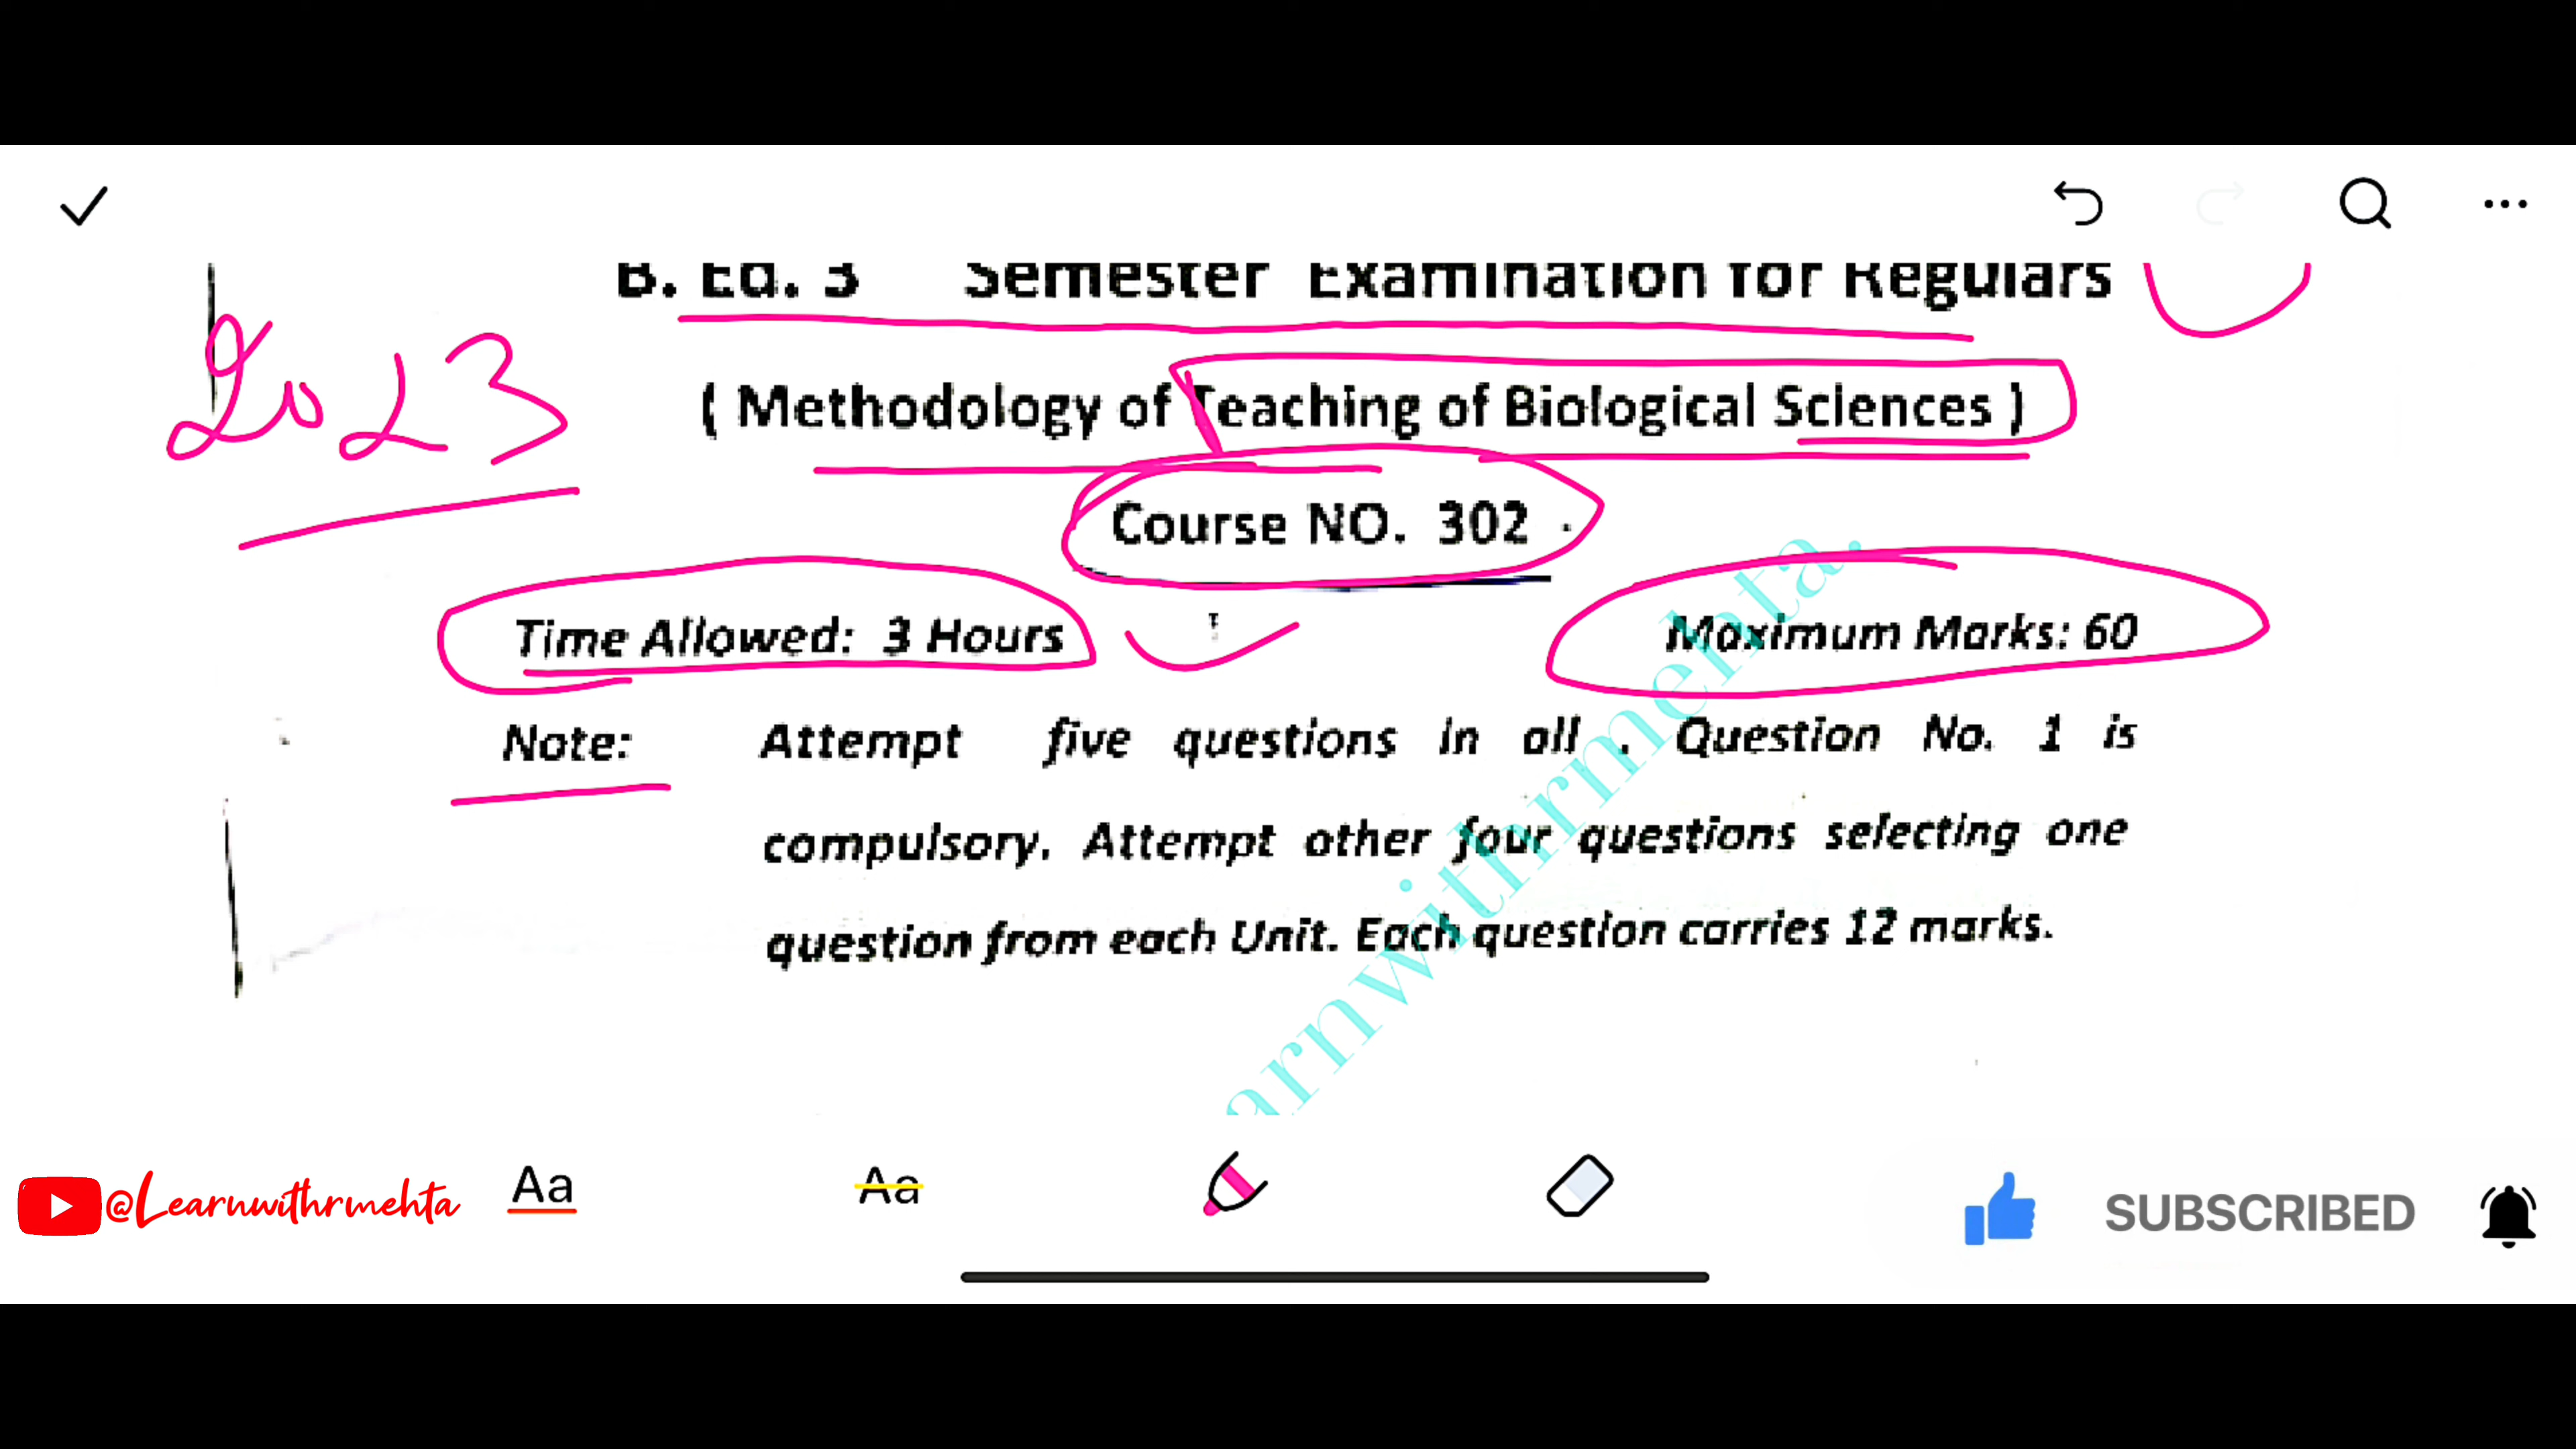 B. Ed. 3 Semester Examination for Regulars
2023
( Methodology of Teaching of Biological Sciences )
Course NO. 302 .
Time Allowed: 3 Hours
Maximum Marks: 60
Note: Attempt five questions in all . Question No. 1 is
compulsory. Attempt other four questions selecting one
question from each Unit. Each question carries 12 marks.
arnwithrmehta.
@Learnwithrmehta
Aa
Aa
SUBSCRIBED